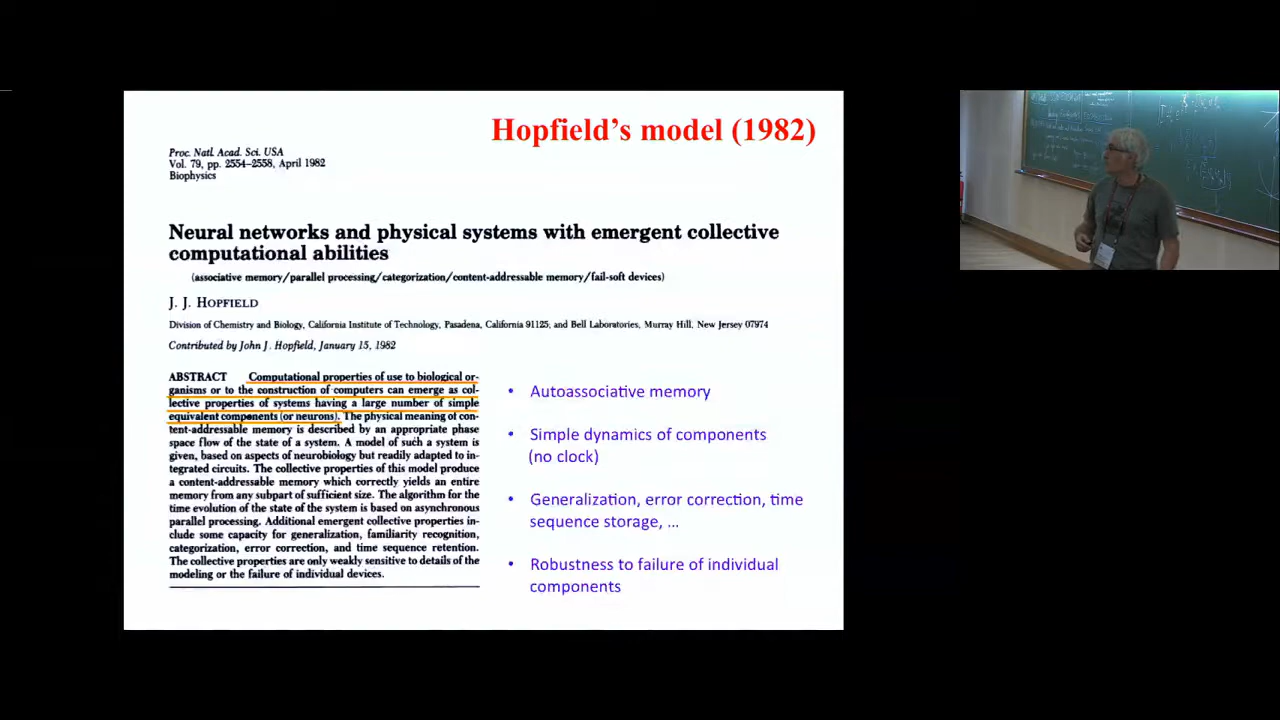 Hopfield's model (1982)
Proc. Natl. Acad. Sci. USA
Vol. 79, pp. 2554–2558, April 1982
Biophysics
Neural networks and physical systems with emergent collective
computational abilities
(associative memory/parallel processing/categorization/content-addressable memory/fail-soft devices)
J. J. HOPFIELD
Division of Chemistry and Biology, California Institute of Technology, Pasadena, California 91125; and Bell Laboratories, Murray Hill, New Jersey 07974
Contributed by John J. Hopfield, January 15, 1982
ABSTRACT Computational properties of use to biological or-
ganisms or to the construction of computers can emerge as col-
lective properties of systems having a large number of simple
equivalent components (or neurons). The physical meaning of con-
tent-addressable memory is described by an appropriate phase
space flow of the state of a system. A model of such a system is
given, based on aspects of neurobiology but readily adapted to in-
tegrated circuits. The collective properties of this model produce
a content-addressable memory which correctly yields an entire
memory from any subpart of sufficient size. The algorithm for the
time evolution of the state of the system is based on asynchronous
parallel processing. Additional emergent collective properties in-
clude some capacity for generalization, familiarity recognition,
categorization, error correction, and time sequence retention.
The collective properties are only weakly sensitive to details of the
modeling or the failure of individual devices.
• Autoassociative memory
• Simple dynamics of components
(no clock)
• Generalization, error correction, time
sequence storage, ...
• Robustness to failure of individual
components